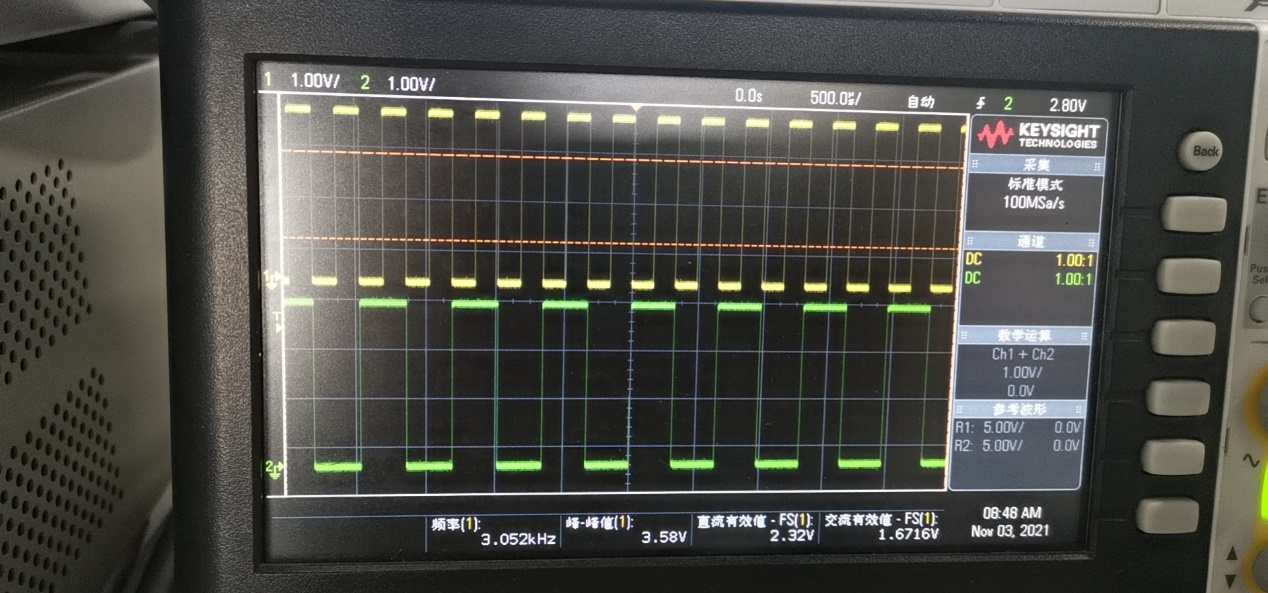 1 1.00V/ 2 1.00V/ 0.0s 500.0㎲/ 自动 2 2.80V
KEYSIGHT
TECHNOLOGIES
采集
标准模式
100MSa/s
通道
DC 1.00:1
DC 1.00:1
数学运算
Ch1 + Ch2
1.00V/
0.0V
参考波形
R1: 5.00V/ 0.0V
R2: 5.00V/ 0.0V
1
T
2
频率(1): 峰-峰值(1): 直流有效值 - FS(1): 交流有效值 - FS(1):
3.052kHz 3.58V 2.32V 1.6716V
08:48 AM
Nov 03, 2021
Back